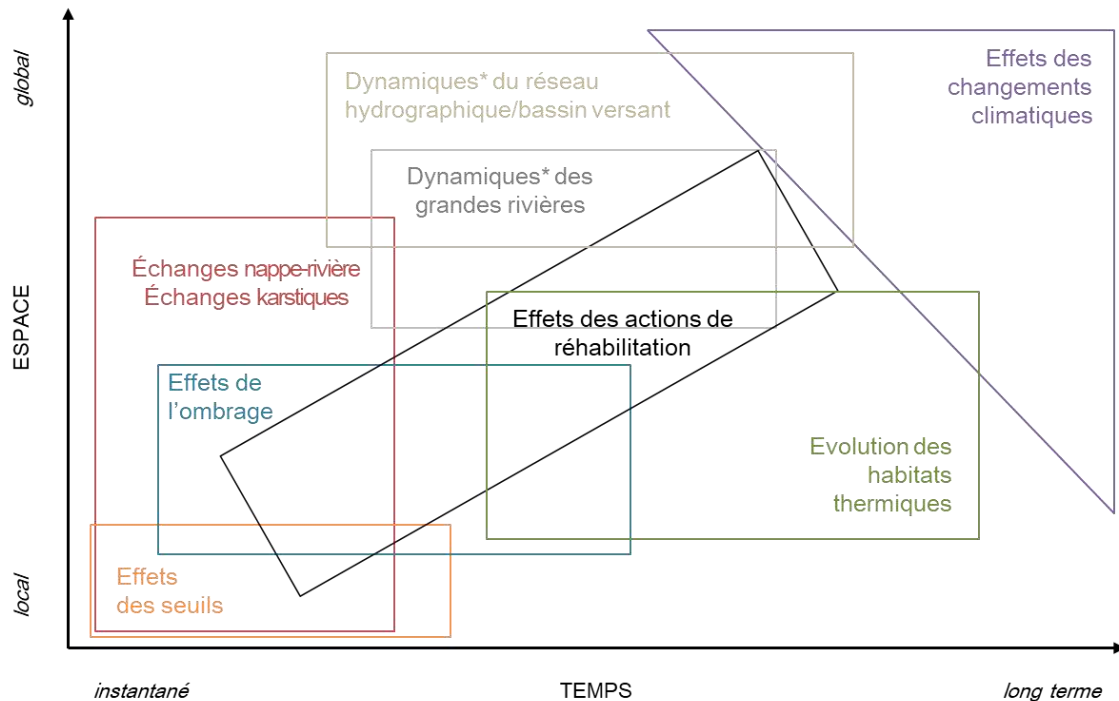 global
ESPACE
local
Dynamiques* du réseau
hydrographique/bassin versant
Effets des
changements
climatiques
Dynamiques* des
grandes rivières
Échanges nappe-rivière
Échanges karstiques
Effets des actions de
réhabilitation
Effets de
l’ombrage
Evolution des
habitats
thermiques
Effets
des seuils
instantané
TEMPS
long terme